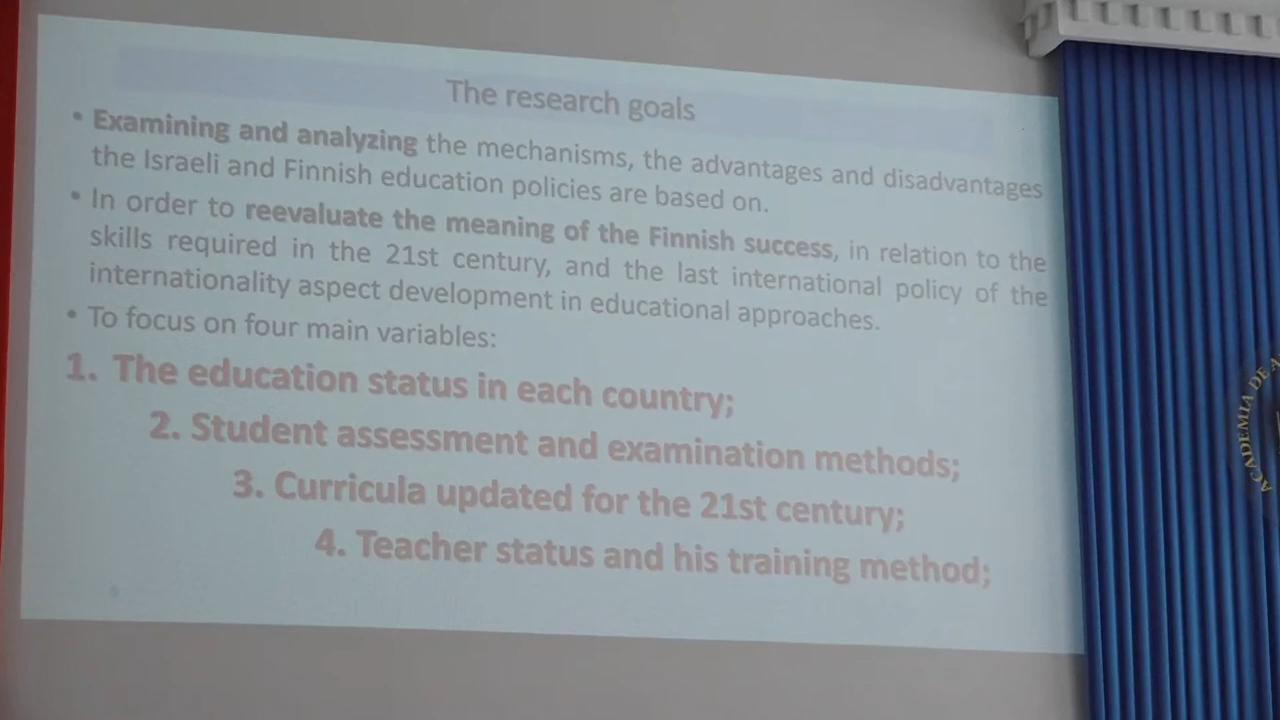 The research goals
• Examining and analyzing the mechanisms, the advantages and disadvantages
the Israeli and Finnish education policies are based on.
• In order to reevaluate the meaning of the Finnish success, in relation to the
skills required in the 21st century, and the last international policy of the
internationality aspect development in educational approaches.
• To focus on four main variables:
1. The education status in each country;
2. Student assessment and examination methods;
3. Curricula updated for the 21st century;
4. Teacher status and his training method;
ACADEMIA DE